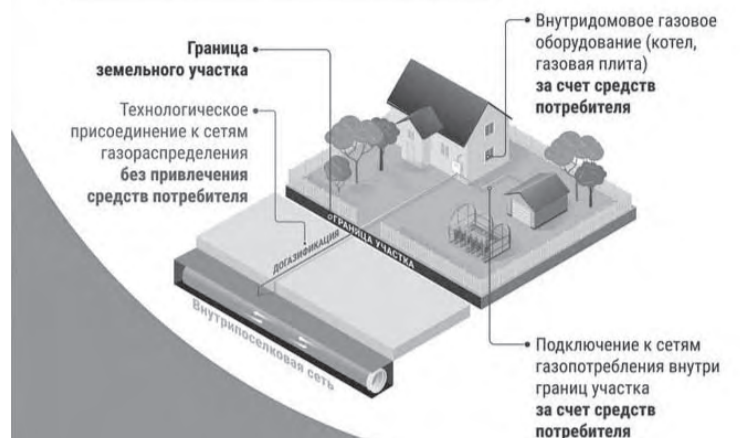 Граница
земельного участка
Технологическое
присоединение к сетям
газораспределения
без привлечения
средств потребителя
Внутридомовое газовое
оборудование (котел,
газовая плита)
за счет средств
потребителя
ГРАНИЦА УЧАСТКА
ДОГАЗИФИКАЦИЯ
Внутрипоселковая сеть
Подключение к сетям
газопотребления внутри
границ участка
за счет средств
потребителя